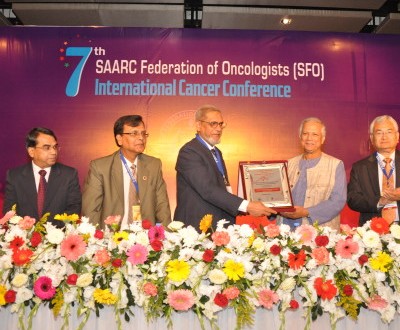 7th
SAARC Federation of Oncologists (SFO)
International Cancer Conference